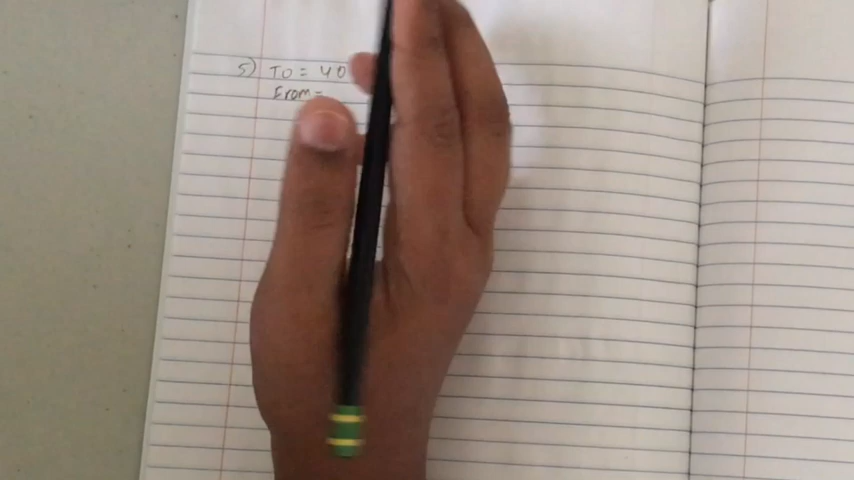 5) To = 40
From =